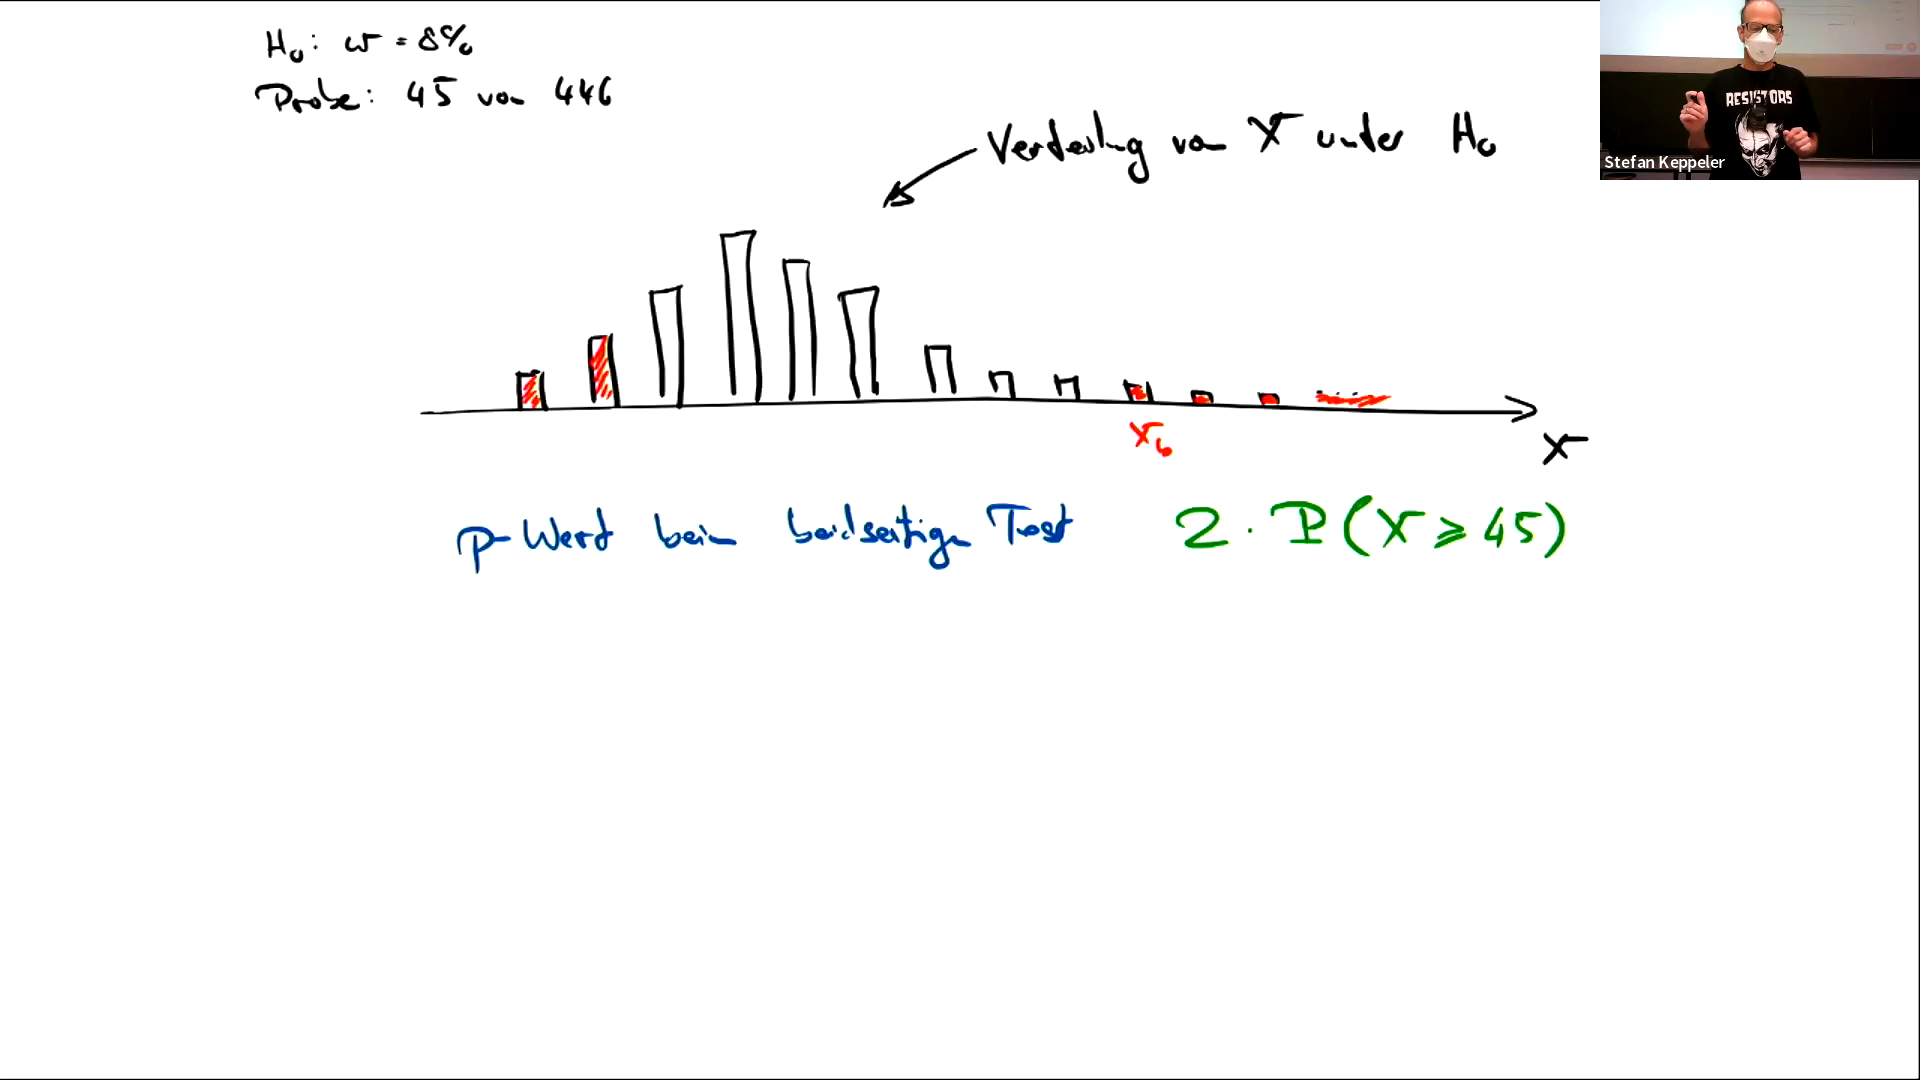 H₀: w = 8%
Probe: 45 von 446
Verteilung von X unter H₀
x₆
X
p-Wert beim beidseitigen Test 2 · P(X ≥ 45)
RESISTORS
Stefan Keppeler